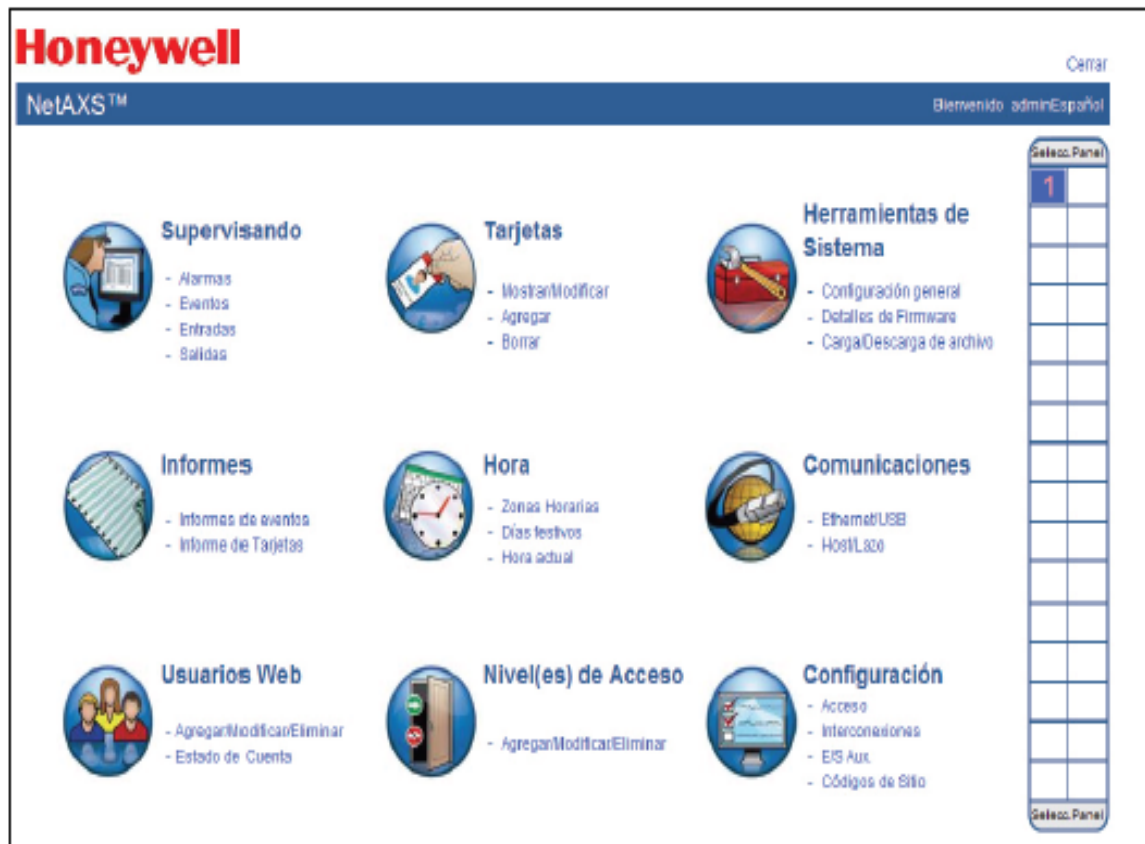 Honeywell
Cerrar
NetAXS™
Bienvenido adminEspañol
Selecc.Panel
1
Supervisando
- Alarmas
- Eventos
- Entradas
- Salidas
Tarjetas
- Mostrar/Modificar
- Agregar
- Borrar
Herramientas de
Sistema
- Configuración general
- Detalles de Firmware
- Carga/Descarga de archivo
Informes
- Informes de eventos
- Informe de Tarjetas
Hora
- Zonas Horarias
- Días festivos
- Hora actual
Comunicaciones
- Ethernet/USB
- Host/Lazo
Usuarios Web
- Agregar/Modificar/Eliminar
- Estado de Cuenta
Nivel(es) de Acceso
- Agregar/Modificar/Eliminar
Configuración
- Acceso
- Interconexiones
- E/S Aux.
- Códigos de Sitio
Selecc.Panel